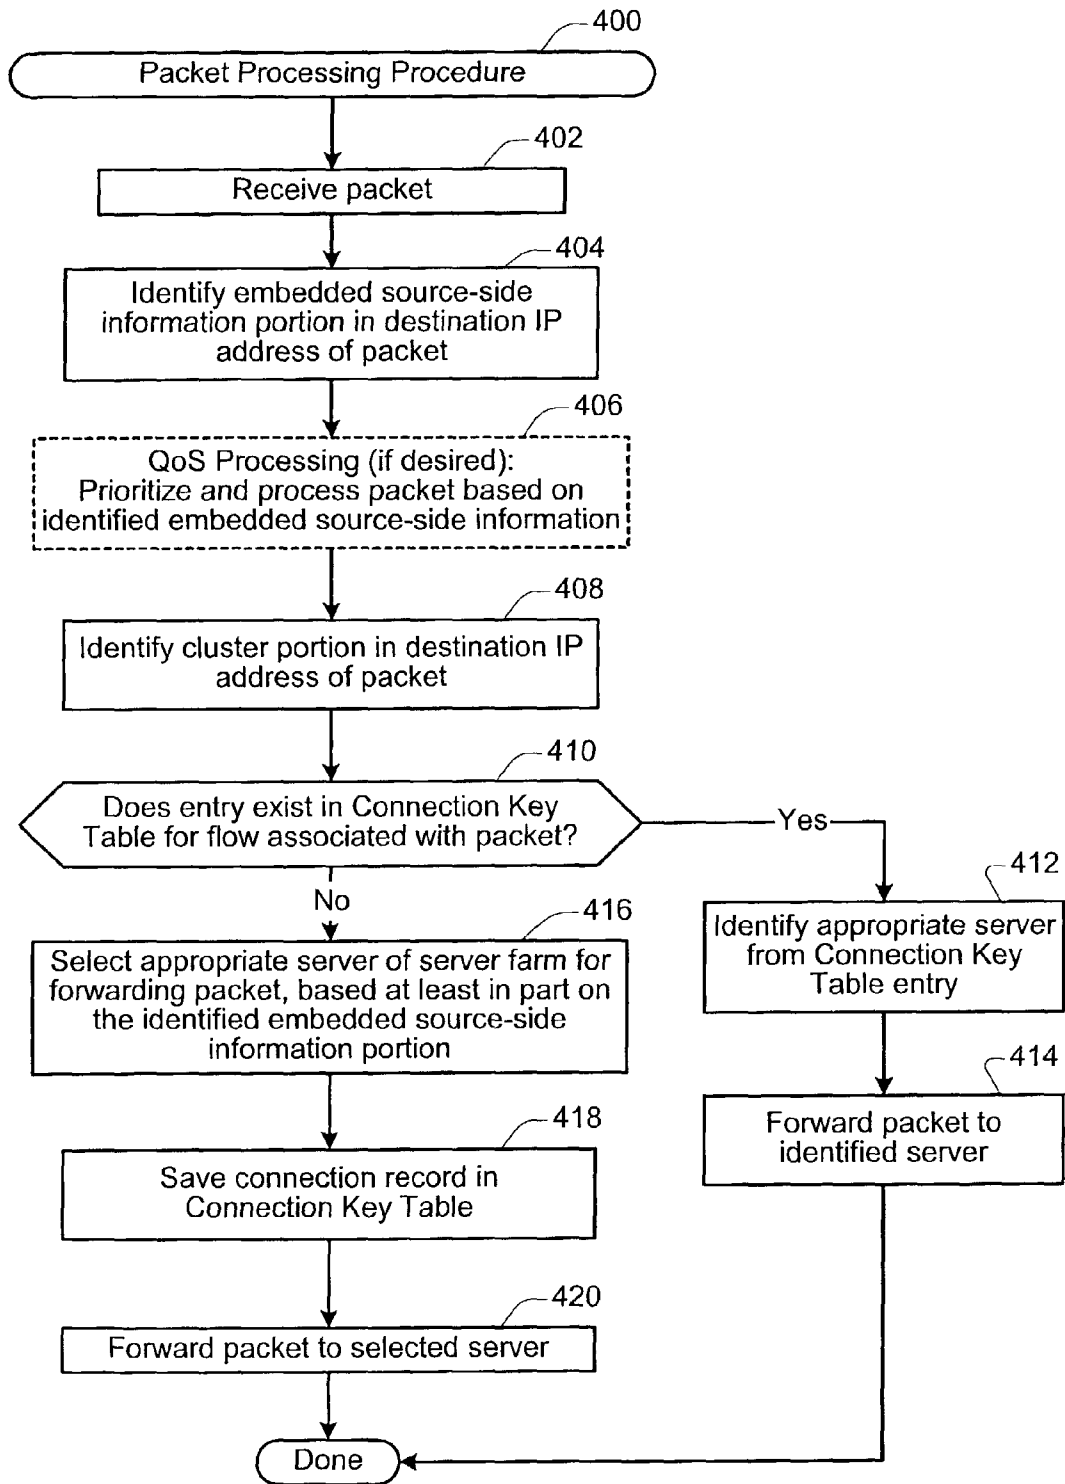 400
Packet Processing Procedure
402
Receive packet
404
Identify embedded source-side
information portion in destination IP
address of packet
406
QoS Processing (if desired):
Prioritize and process packet based on
identified embedded source-side information
408
Identify cluster portion in destination IP
address of packet
410
Does entry exist in Connection Key
Table for flow associated with packet?
Yes
No
412
Identify appropriate server
from Connection Key
Table entry
414
Forward packet to
identified server
416
Select appropriate server of server farm for
forwarding packet, based at least in part on
the identified embedded source-side
information portion
418
Save connection record in
Connection Key Table
420
Forward packet to selected server
Done